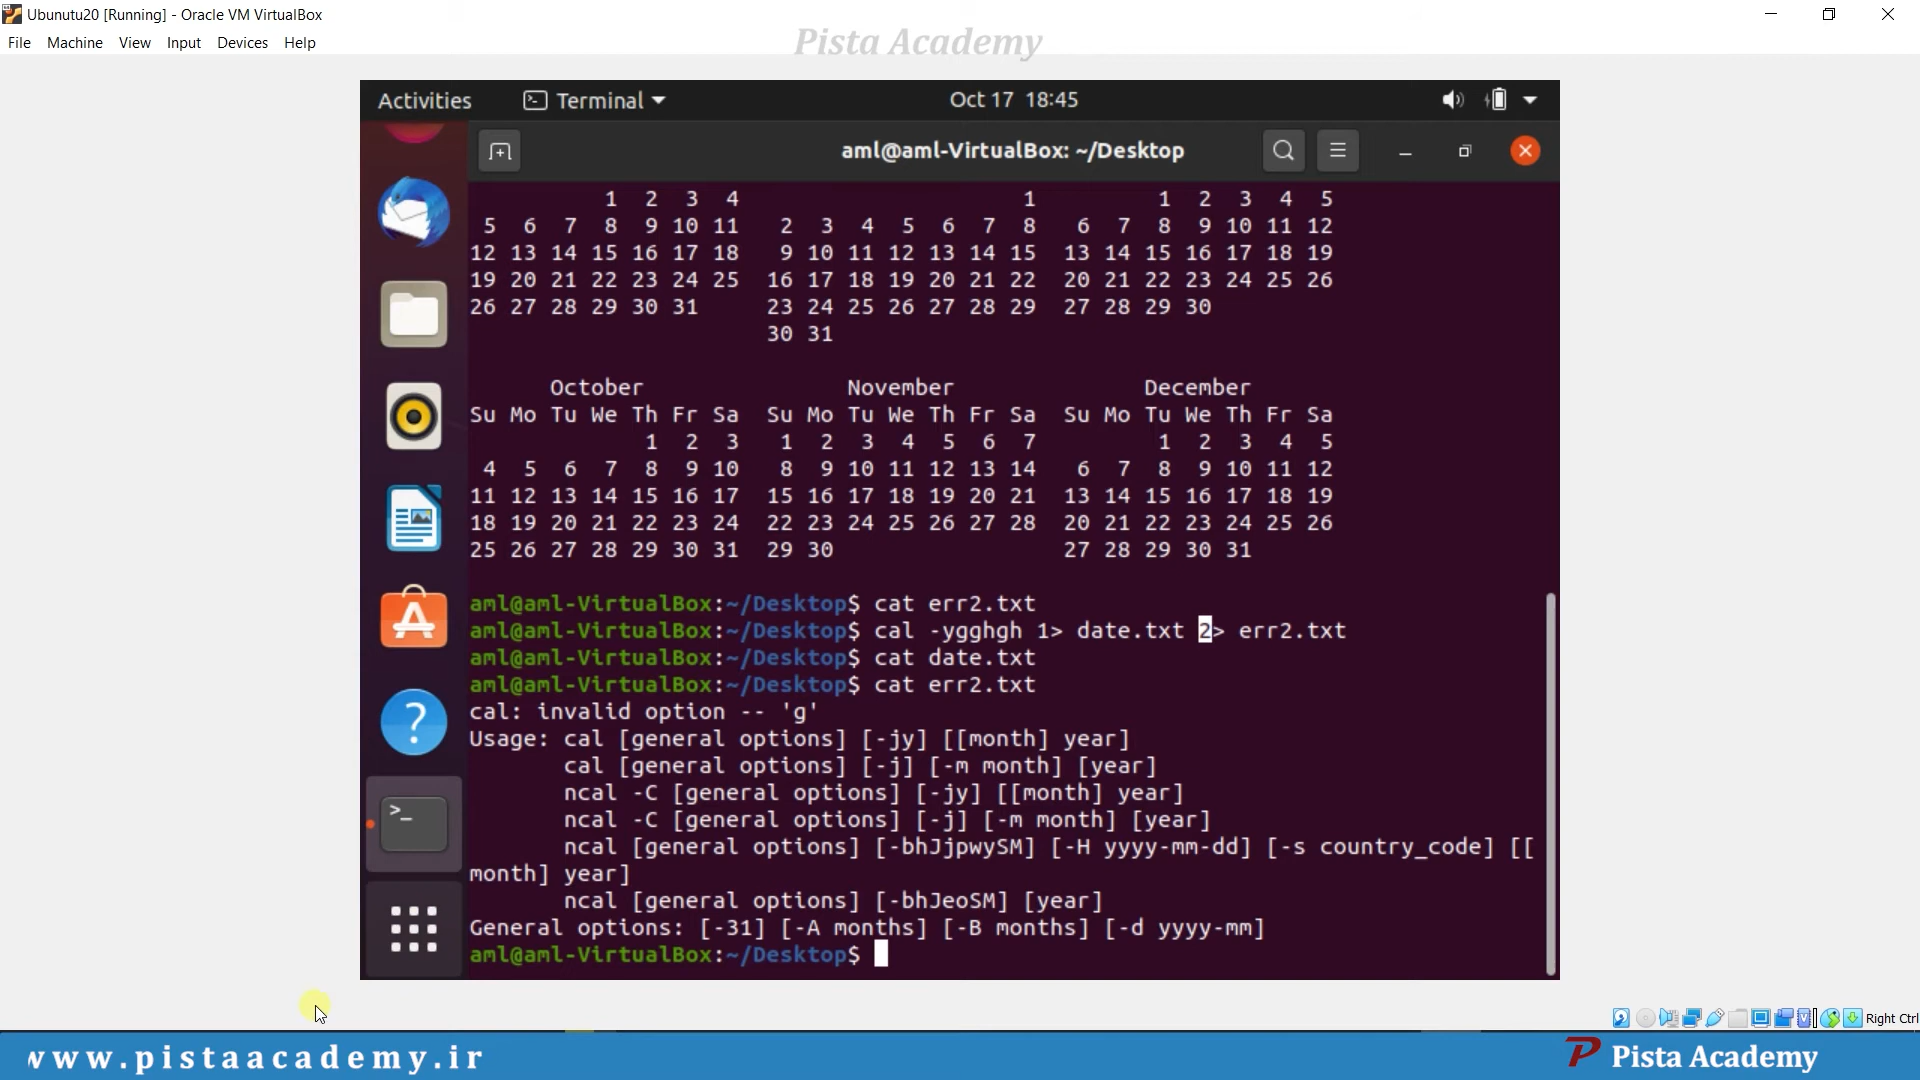 Ubunutu20 [Running] - Oracle VM VirtualBox
File Machine View Input Devices Help
Pista Academy
Activities Terminal Oct 17 18:45
aml@aml-VirtualBox: ~/Desktop
1 2 3 4 1 1 2 3 4 5
5 6 7 8 9 10 11 2 3 4 5 6 7 8 6 7 8 9 10 11 12
12 13 14 15 16 17 18 9 10 11 12 13 14 15 13 14 15 16 17 18 19
19 20 21 22 23 24 25 16 17 18 19 20 21 22 20 21 22 23 24 25 26
26 27 28 29 30 31 23 24 25 26 27 28 29 27 28 29 30
30 31
October November December
Su Mo Tu We Th Fr Sa Su Mo Tu We Th Fr Sa Su Mo Tu We Th Fr Sa
1 2 3 1 2 3 4 5 6 7 1 2 3 4 5
4 5 6 7 8 9 10 8 9 10 11 12 13 14 6 7 8 9 10 11 12
11 12 13 14 15 16 17 15 16 17 18 19 20 21 13 14 15 16 17 18 19
18 19 20 21 22 23 24 22 23 24 25 26 27 28 20 21 22 23 24 25 26
25 26 27 28 29 30 31 29 30 27 28 29 30 31
aml@aml-VirtualBox:~/Desktop$ cat err2.txt
aml@aml-VirtualBox:~/Desktop$ cal -ygghgh 1> date.txt 2> err2.txt
aml@aml-VirtualBox:~/Desktop$ cat date.txt
aml@aml-VirtualBox:~/Desktop$ cat err2.txt
cal: invalid option -- 'g'
Usage: cal [general options] [-jy] [[month] year]
cal [general options] [-j] [-m month] [year]
ncal -C [general options] [-jy] [[month] year]
ncal -C [general options] [-j] [-m month] [year]
ncal [general options] [-bhJjpwySM] [-H yyyy-mm-dd] [-s country_code] [[
month] year]
ncal [general options] [-bhJeoSM] [year]
General options: [-31] [-A months] [-B months] [-d yyyy-mm]
aml@aml-VirtualBox:~/Desktop$
Right Ctrl
www.pistaacademy.ir
Pista Academy